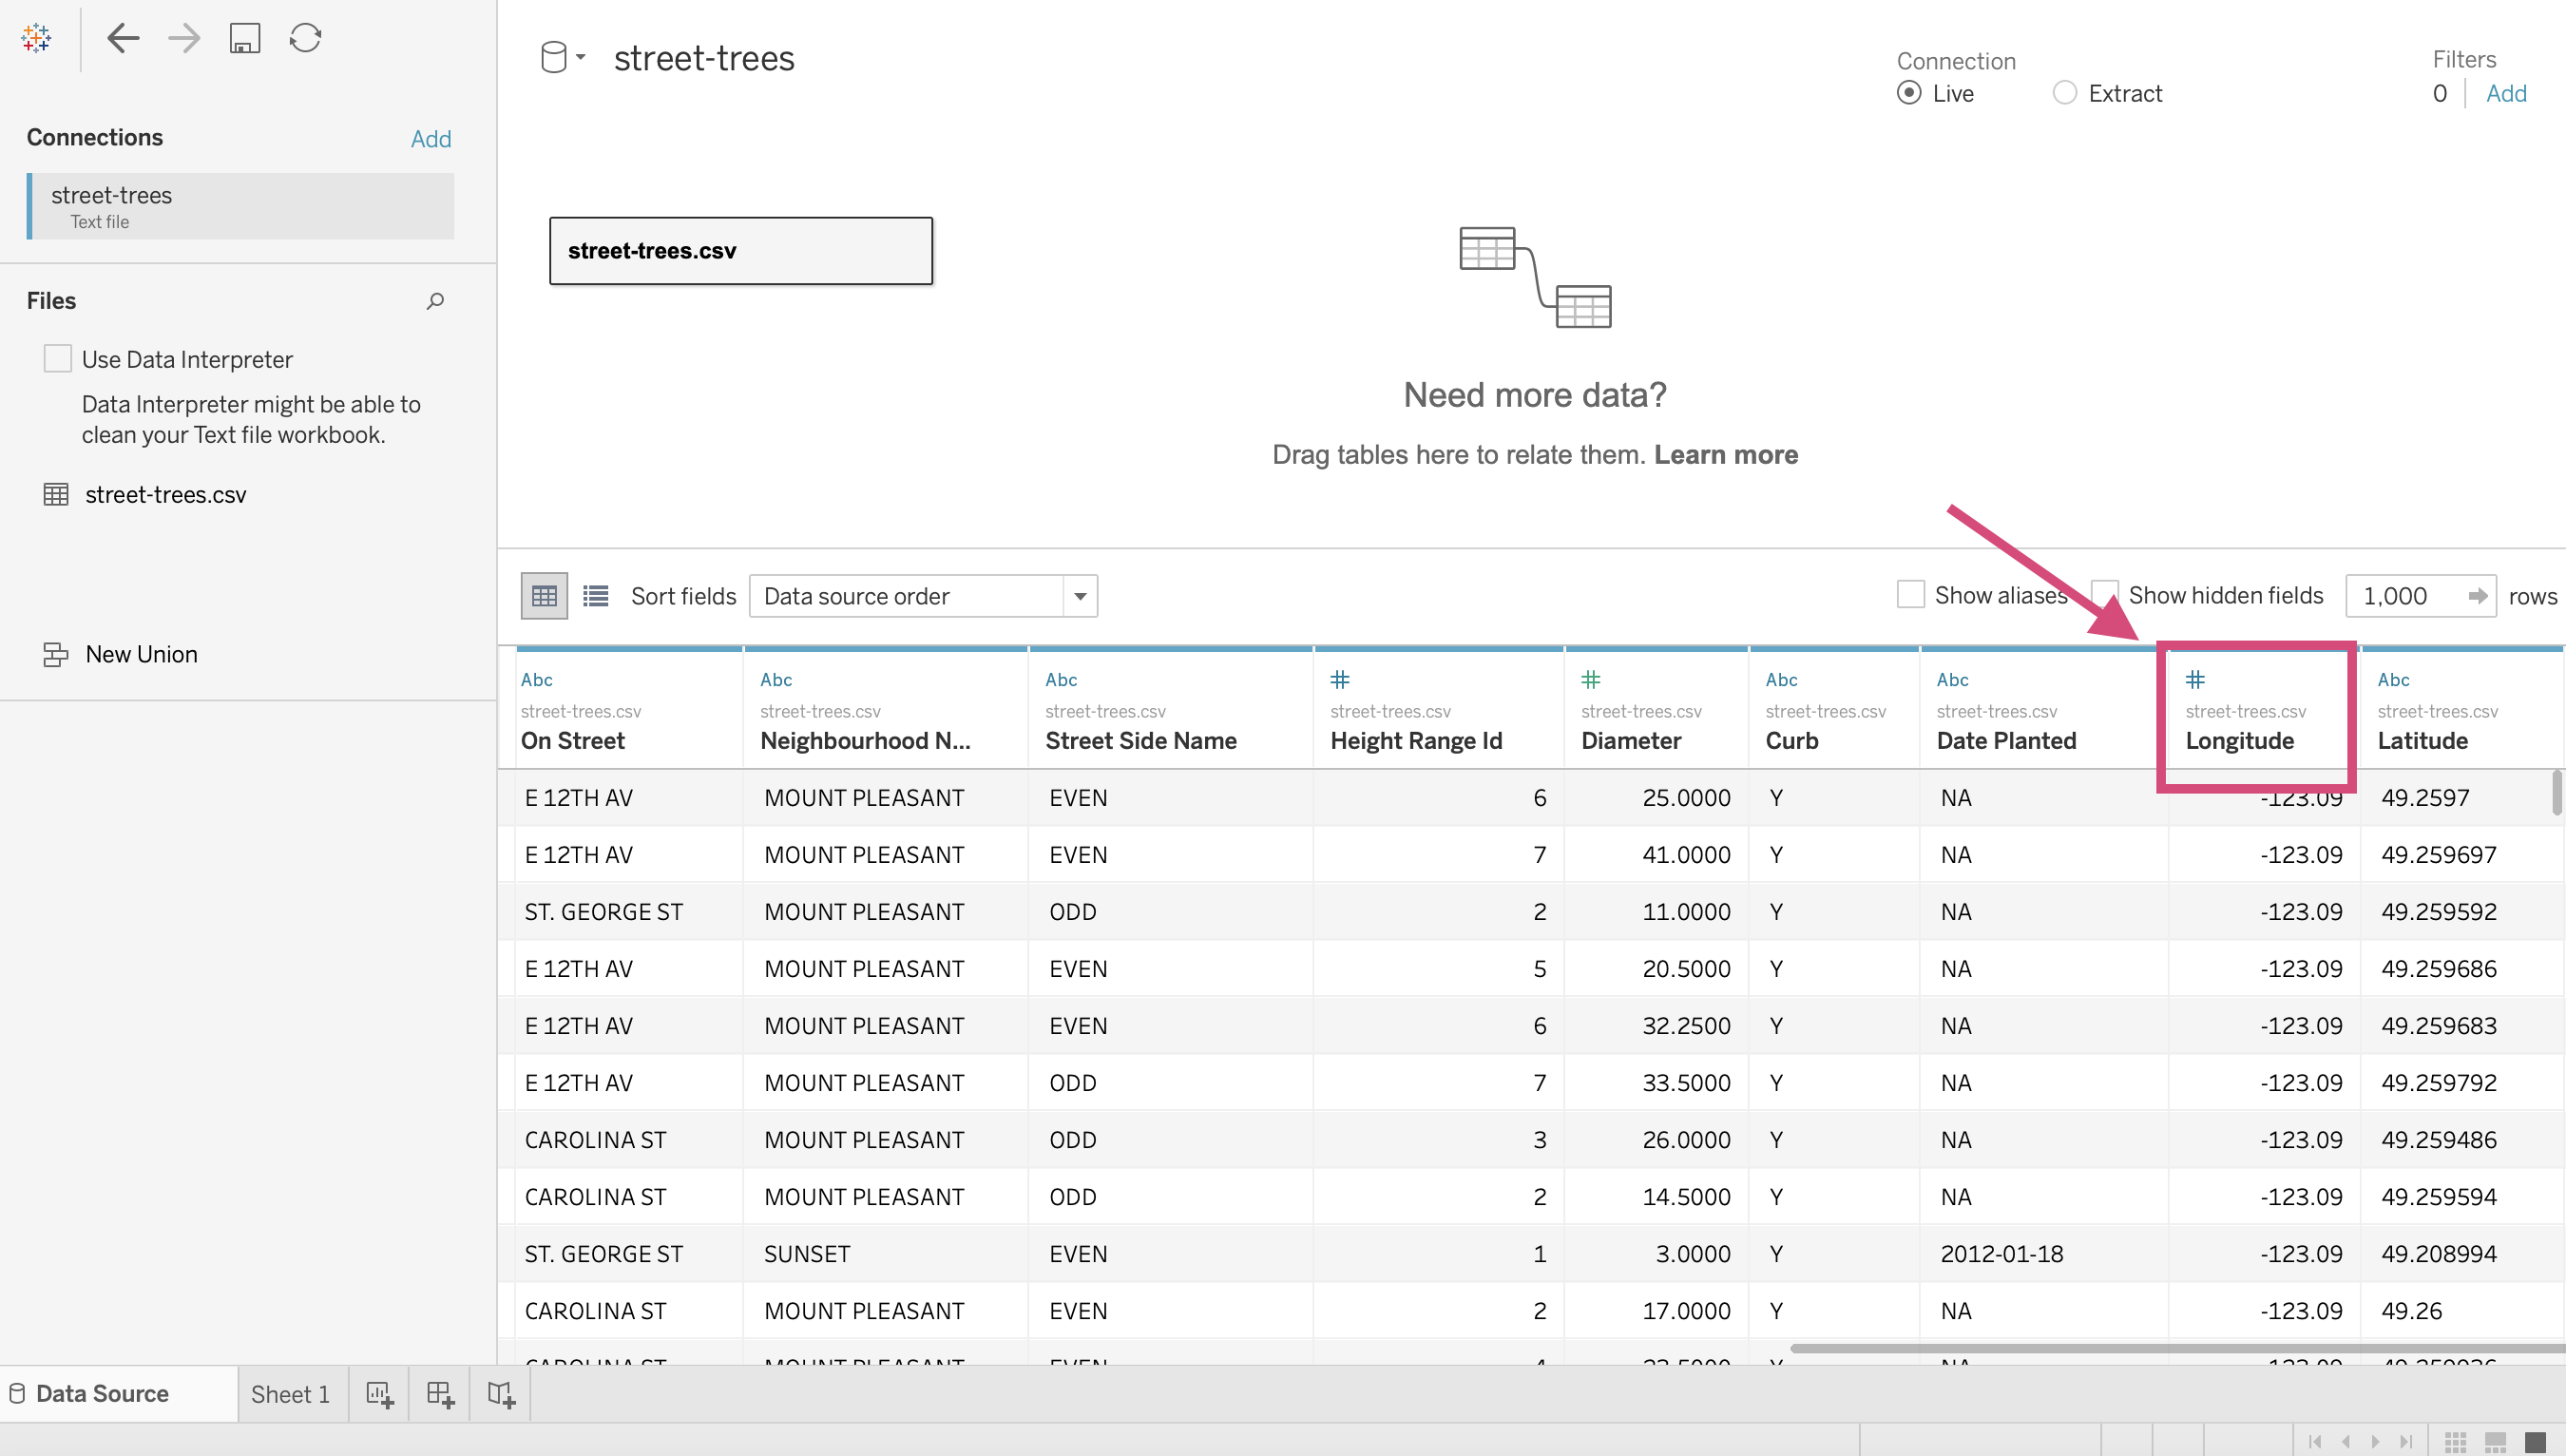 street-trees
Connection
Live
Extract
Filters
0
Add
Connections
Add
street-trees
Text file
Files
Use Data Interpreter
Data Interpreter might be able to
clean your Text file workbook.
street-trees.csv
New Union
street-trees.csv
Need more data?
Drag tables here to relate them. Learn more
Sort fields
Data source order
Show aliases
Show hidden fields
1,000
rows
Abc Abc Abc # # Abc Abc # Abc
street-trees.csv street-trees.csv street-trees.csv street-trees.csv street-trees.csv street-trees.csv street-trees.csv street-trees.csv street-trees.csv
On Street Neighbourhood N... Street Side Name Height Range Id Diameter Curb Date Planted Longitude Latitude
E 12TH AV MOUNT PLEASANT EVEN 6 25.0000 Y NA -123.09 49.2597
E 12TH AV MOUNT PLEASANT EVEN 7 41.0000 Y NA -123.09 49.259697
ST. GEORGE ST MOUNT PLEASANT ODD 2 11.0000 Y NA -123.09 49.259592
E 12TH AV MOUNT PLEASANT EVEN 5 20.5000 Y NA -123.09 49.259686
E 12TH AV MOUNT PLEASANT EVEN 6 32.2500 Y NA -123.09 49.259683
E 12TH AV MOUNT PLEASANT ODD 7 33.5000 Y NA -123.09 49.259792
CAROLINA ST MOUNT PLEASANT ODD 3 26.0000 Y NA -123.09 49.259486
CAROLINA ST MOUNT PLEASANT ODD 2 14.5000 Y NA -123.09 49.259594
ST. GEORGE ST SUNSET EVEN 1 3.0000 Y 2012-01-18 -123.09 49.208994
CAROLINA ST MOUNT PLEASANT EVEN 2 17.0000 Y NA -123.09 49.26
CAROLINA ST MOUNT PLEASANT EVEN
Data Source
Sheet 1